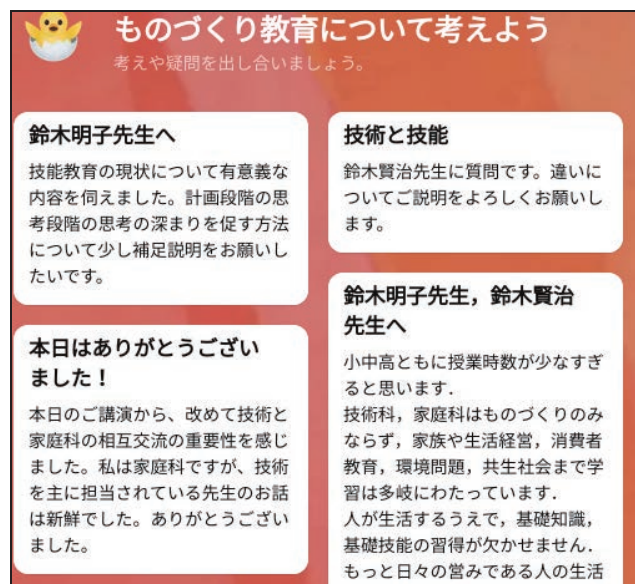 ものづくり教育について考えよう
考えや疑問を出し合いましょう。
鈴木明子先生へ
技能教育の現状について有意義な
内容を伺えました。計画段階の思
考段階の思考の深まりを促す方法
について少し補足説明をお願いし
たいです。
本日はありがとうござい
ました！
本日のご講演から、改めて技術と
家庭科の相互交流の重要性を感じ
ました。私は家庭科ですが、技術
を主に担当されている先生のお話
は新鮮でした。ありがとうござい
ました。
技術と技能
鈴木賢治先生に質問です。違いに
ついてご説明をよろしくお願いし
ます。
鈴木明子先生，鈴木賢治
先生へ
小中高ともに授業時数が少なすぎ
ると思います．
技術科，家庭科はものづくりのみ
ならず，家族や生活経営，消費者
教育，環境問題，共生社会まで学
習は多岐にわたっています．
人が生活するうえで，基礎知識，
基礎技能の習得が欠かせません．
もっと日々の営みである人の生活